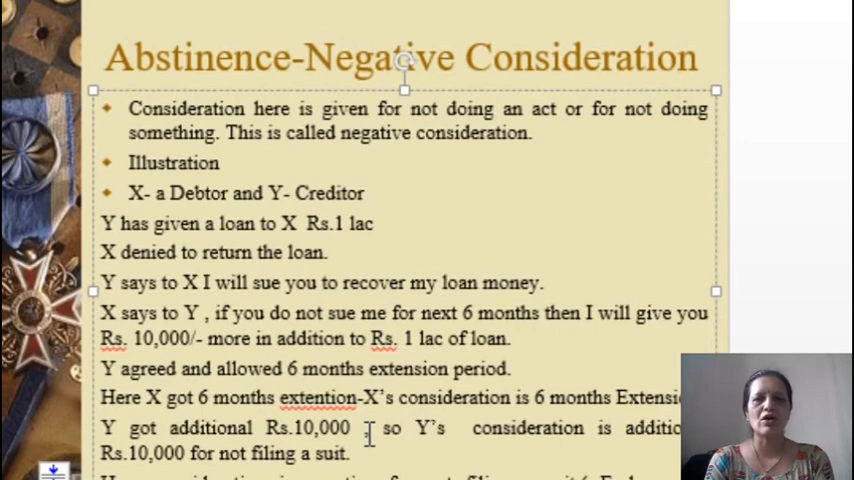 Abstinence-Negative Consideration
Consideration here is given for not doing an act or for not doing
something. This is called negative consideration.
Illustration
X- a Debtor and Y- Creditor
Y has given a loan to X Rs.1 lac
X denied to return the loan.
Y says to X I will sue you to recover my loan money.
X says to Y , if you do not sue me for next 6 months then I will give you
Rs. 10,000/- more in addition to Rs. 1 lac of loan.
Y agreed and allowed 6 months extension period.
Here X got 6 months extention-X's consideration is 6 months
Y got additional Rs.10,000 , so Y's consideration is
Rs.10,000 for not filing a suit.